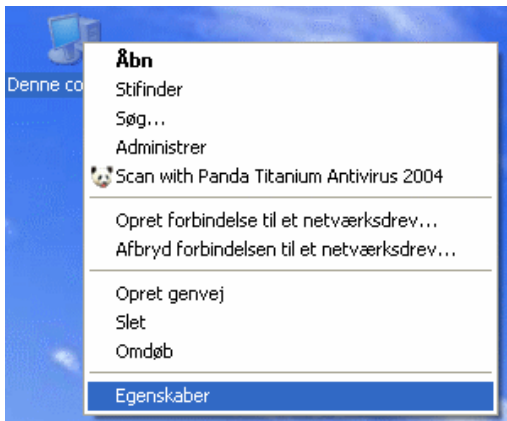 Denne co
Åbn
Stifinder
Søg...
Administrer
Scan with Panda Titanium Antivirus 2004
Opret forbindelse til et netværksdrev...
Afbryd forbindelsen til et netværksdrev...
Opret genvej
Slet
Omdøb
Egenskaber